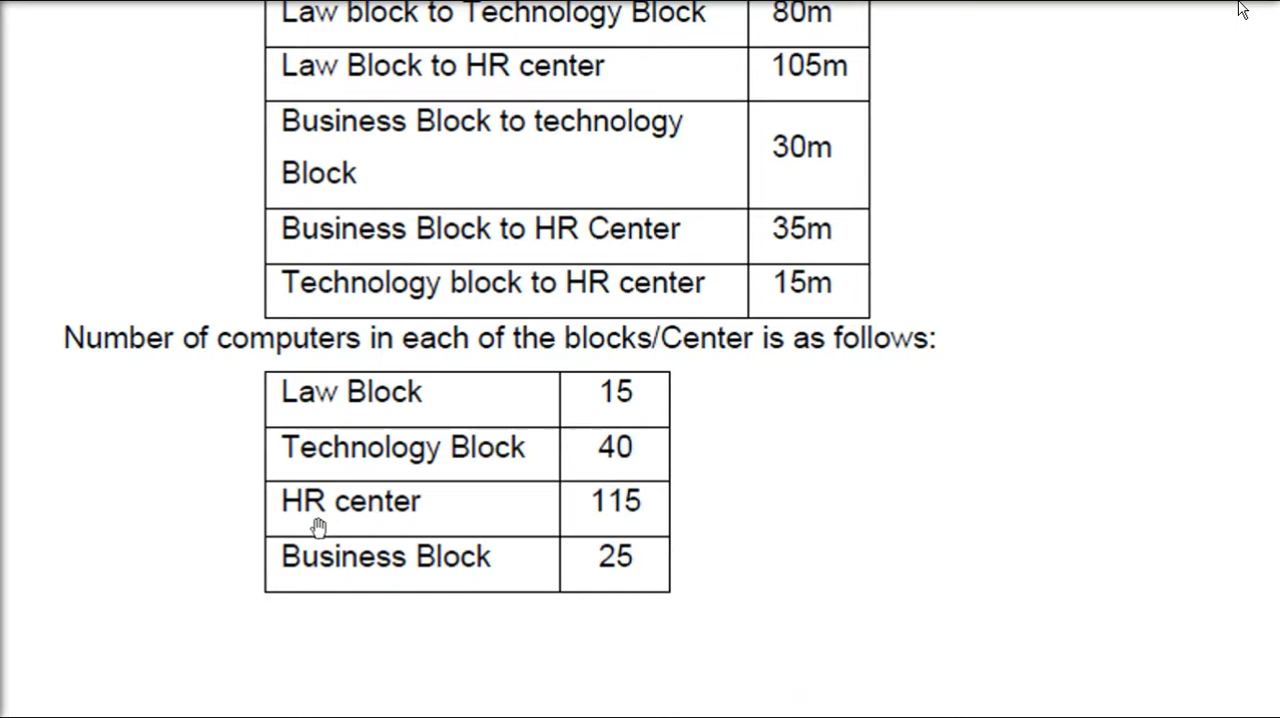 Law block to Technology Block 80m
Law Block to HR center 105m
Business Block to technology
Block 30m
Business Block to HR Center 35m
Technology block to HR center 15m
Number of computers in each of the blocks/Center is as follows:
Law Block 15
Technology Block 40
HR center 115
Business Block 25